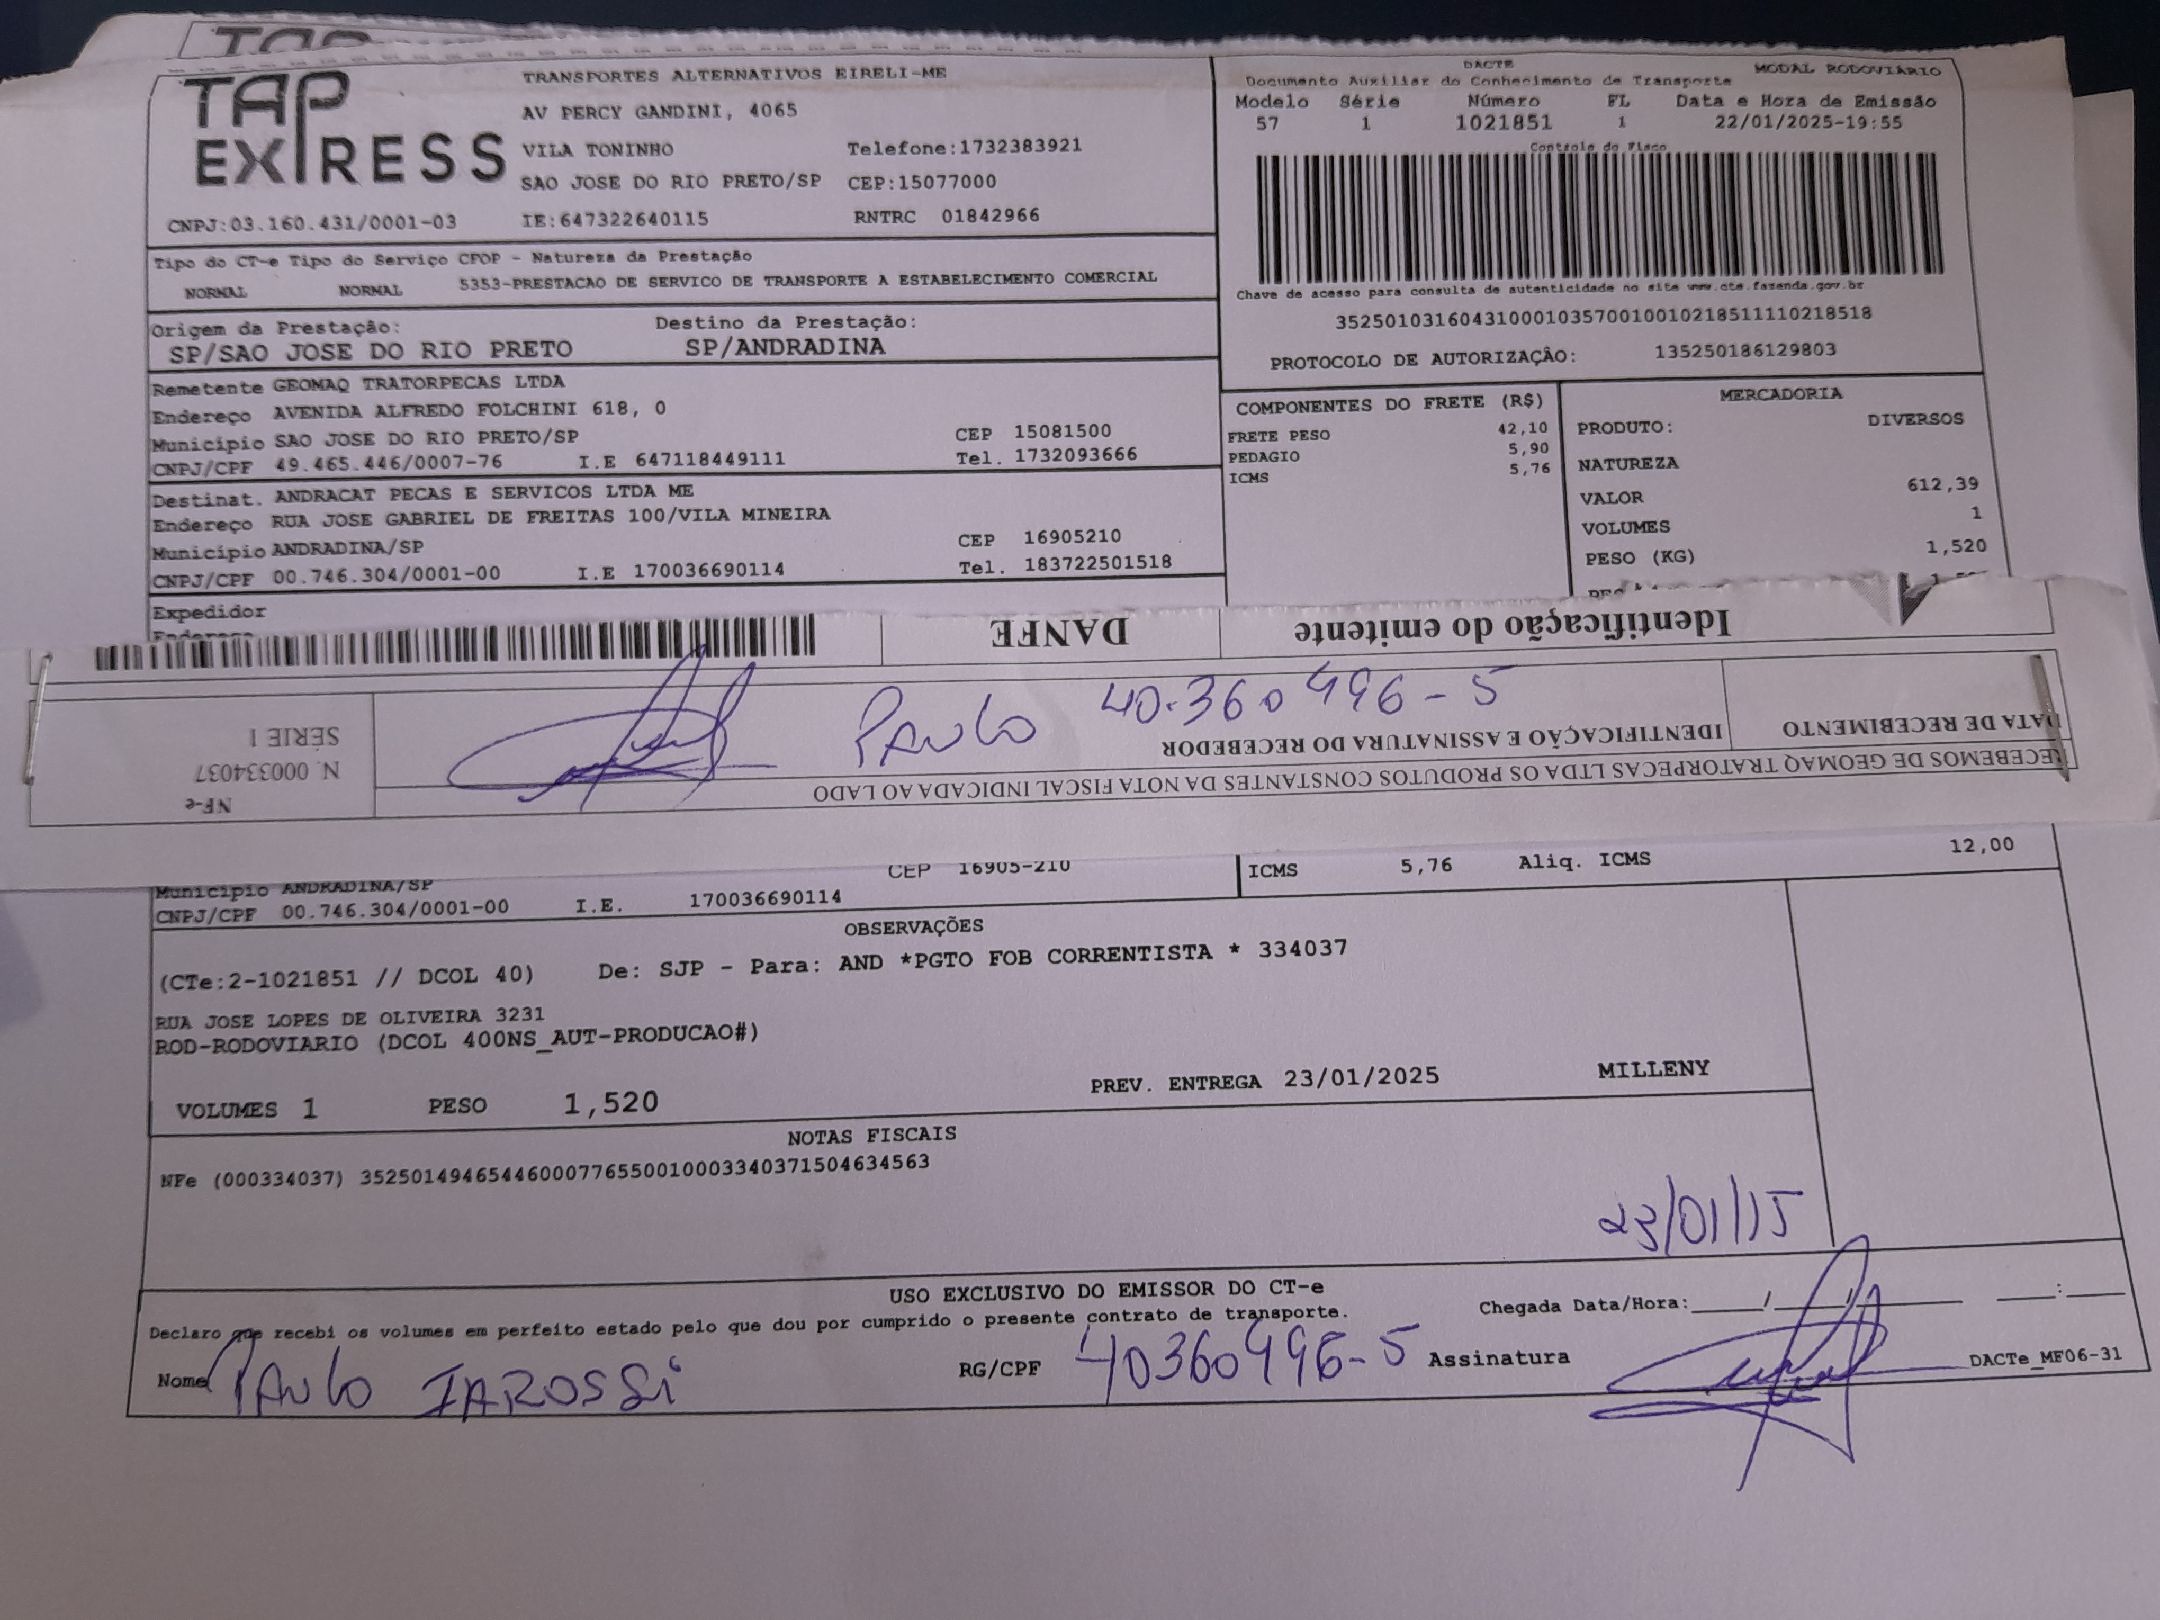 TAP
TAP
EXPRESS
TRANSPORTES ALTERNATIVOS EIRELI-ME
AV PERCY GANDINI, 4065
VILA TONINHO Telefone:1732383921
SAO JOSE DO RIO PRETO/SP CEP:15077000
CNPJ:03.160.431/0001-03 IE:647322640115 RNTRC 01842966
DACTE MODAL RODOVIÁRIO
Documento Auxiliar do Conhecimento de Transporte
Modelo Série Número FL Data e Hora de Emissão
57 1 1021851 1 22/01/2025-19:55
Controle do Fisco
Chave de acesso para consulta de autenticidade no site www.cte.fazenda.gov.br
35250103160431000103570010010218511110218518
PROTOCOLO DE AUTORIZAÇÃO: 135250186129803
Tipo do CT-e Tipo do Serviço CFOP - Natureza da Prestação
NORMAL NORMAL 5353-PRESTACAO DE SERVICO DE TRANSPORTE A ESTABELECIMENTO COMERCIAL
Origem da Prestação: Destino da Prestação:
SP/SAO JOSE DO RIO PRETO SP/ANDRADINA
Remetente GEOMAQ TRATORPECAS LTDA
Endereço AVENIDA ALFREDO FOLCHINI 618, 0
Município SAO JOSE DO RIO PRETO/SP CEP 15081500
CNPJ/CPF 49.465.446/0007-76 I.E 647118449111 Tel. 1732093666
Destinat. ANDRACAT PECAS E SERVICOS LTDA ME
Endereço RUA JOSE GABRIEL DE FREITAS 100/VILA MINEIRA
Município ANDRADINA/SP CEP 16905210
CNPJ/CPF 00.746.304/0001-00 I.E 170036690114 Tel. 183722501518
Expedidor
Endereço
COMPONENTES DO FRETE (R$)
FRETE PESO 42,10
PEDAGIO 5,90
ICMS 5,76
MERCADORIA
PRODUTO: DIVERSOS
NATUREZA
VALOR 612,39
VOLUMES 1
PESO (KG) 1,520
Identificação do emitente DANFE
RECEBEMOS DE GEOMAQ TRATORPECAS LTDA OS PRODUTOS CONSTANTES DA NOTA FISCAL INDICADA AO LADO
DATA DE RECEBIMENTO IDENTIFICAÇÃO E ASSINATURA DO RECEBEDOR
NF-e
N. 000334037
SÉRIE 1
PAULO 40.360496-5
CEP 16905-210 ICMS 5,76 Aliq. ICMS 12,00
Município ANDRADINA/SP
CNPJ/CPF 00.746.304/0001-00 I.E. 170036690114
OBSERVAÇÕES
(CTe:2-1021851 // DCOL 40) De: SJP - Para: AND *PGTO FOB CORRENTISTA * 334037
RUA JOSE LOPES DE OLIVEIRA 3231
ROD-RODOVIARIO (DCOL 400NS_AUT-PRODUCAO#)
VOLUMES 1 PESO 1,520 PREV. ENTREGA 23/01/2025 MILLENY
NOTAS FISCAIS
NFe (000334037) 35250149465446000776550010003340371504634563
23/01/15
USO EXCLUSIVO DO EMISSOR DO CT-e
Declaro que recebi os volumes em perfeito estado pelo que dou por cumprido o presente contrato de transporte. Chegada Data/Hora:____/____/____ ___:___
Nome PAULO IAROSSi RG/CPF 40360496-5 Assinatura DACTe_MF06-31